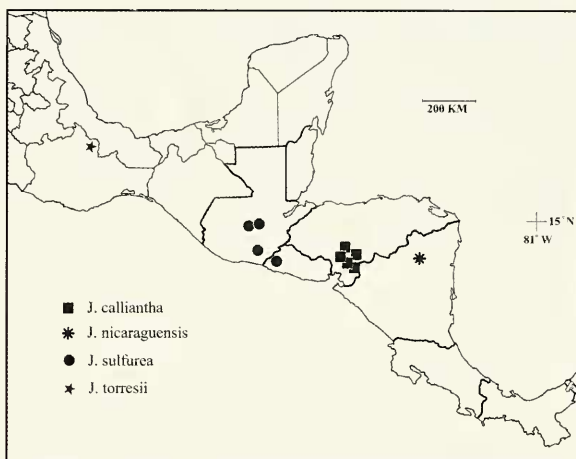 200 KM
15°N
81° W
J. calliantha
J. nicaraguensis
J. sulfurea
J. torresii